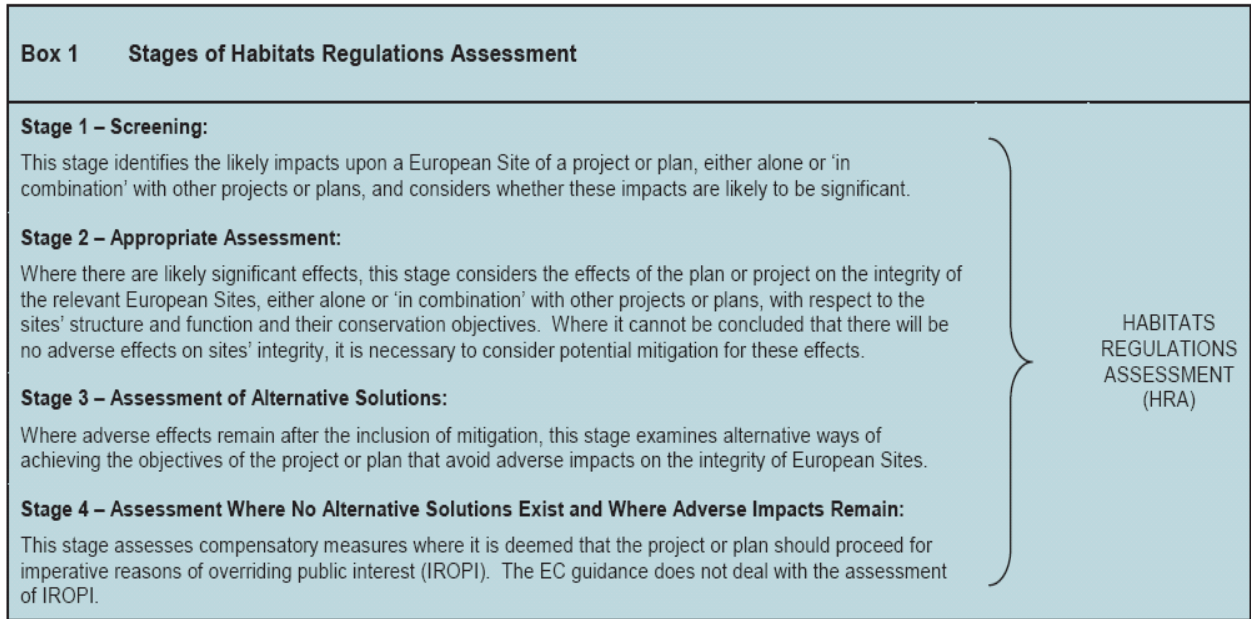 Box 1 Stages of Habitats Regulations Assessment
Stage 1 – Screening:
This stage identifies the likely impacts upon a European Site of a project or plan, either alone or ‘in
combination’ with other projects or plans, and considers whether these impacts are likely to be significant.
Stage 2 – Appropriate Assessment:
Where there are likely significant effects, this stage considers the effects of the plan or project on the integrity of
the relevant European Sites, either alone or ‘in combination’ with other projects or plans, with respect to the
sites’ structure and function and their conservation objectives.  Where it cannot be concluded that there will be
no adverse effects on sites’ integrity, it is necessary to consider potential mitigation for these effects.
Stage 3 – Assessment of Alternative Solutions:
Where adverse effects remain after the inclusion of mitigation, this stage examines alternative ways of
achieving the objectives of the project or plan that avoid adverse impacts on the integrity of European Sites.
Stage 4 – Assessment Where No Alternative Solutions Exist and Where Adverse Impacts Remain:
This stage assesses compensatory measures where it is deemed that the project or plan should proceed for
imperative reasons of overriding public interest (IROPI).  The EC guidance does not deal with the assessment
of IROPI.
HABITATS
REGULATIONS
ASSESSMENT
(HRA)